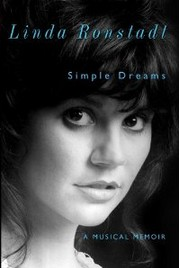 Linda Ronstadt
Simple Dreams
A MUSICAL MEMOIR